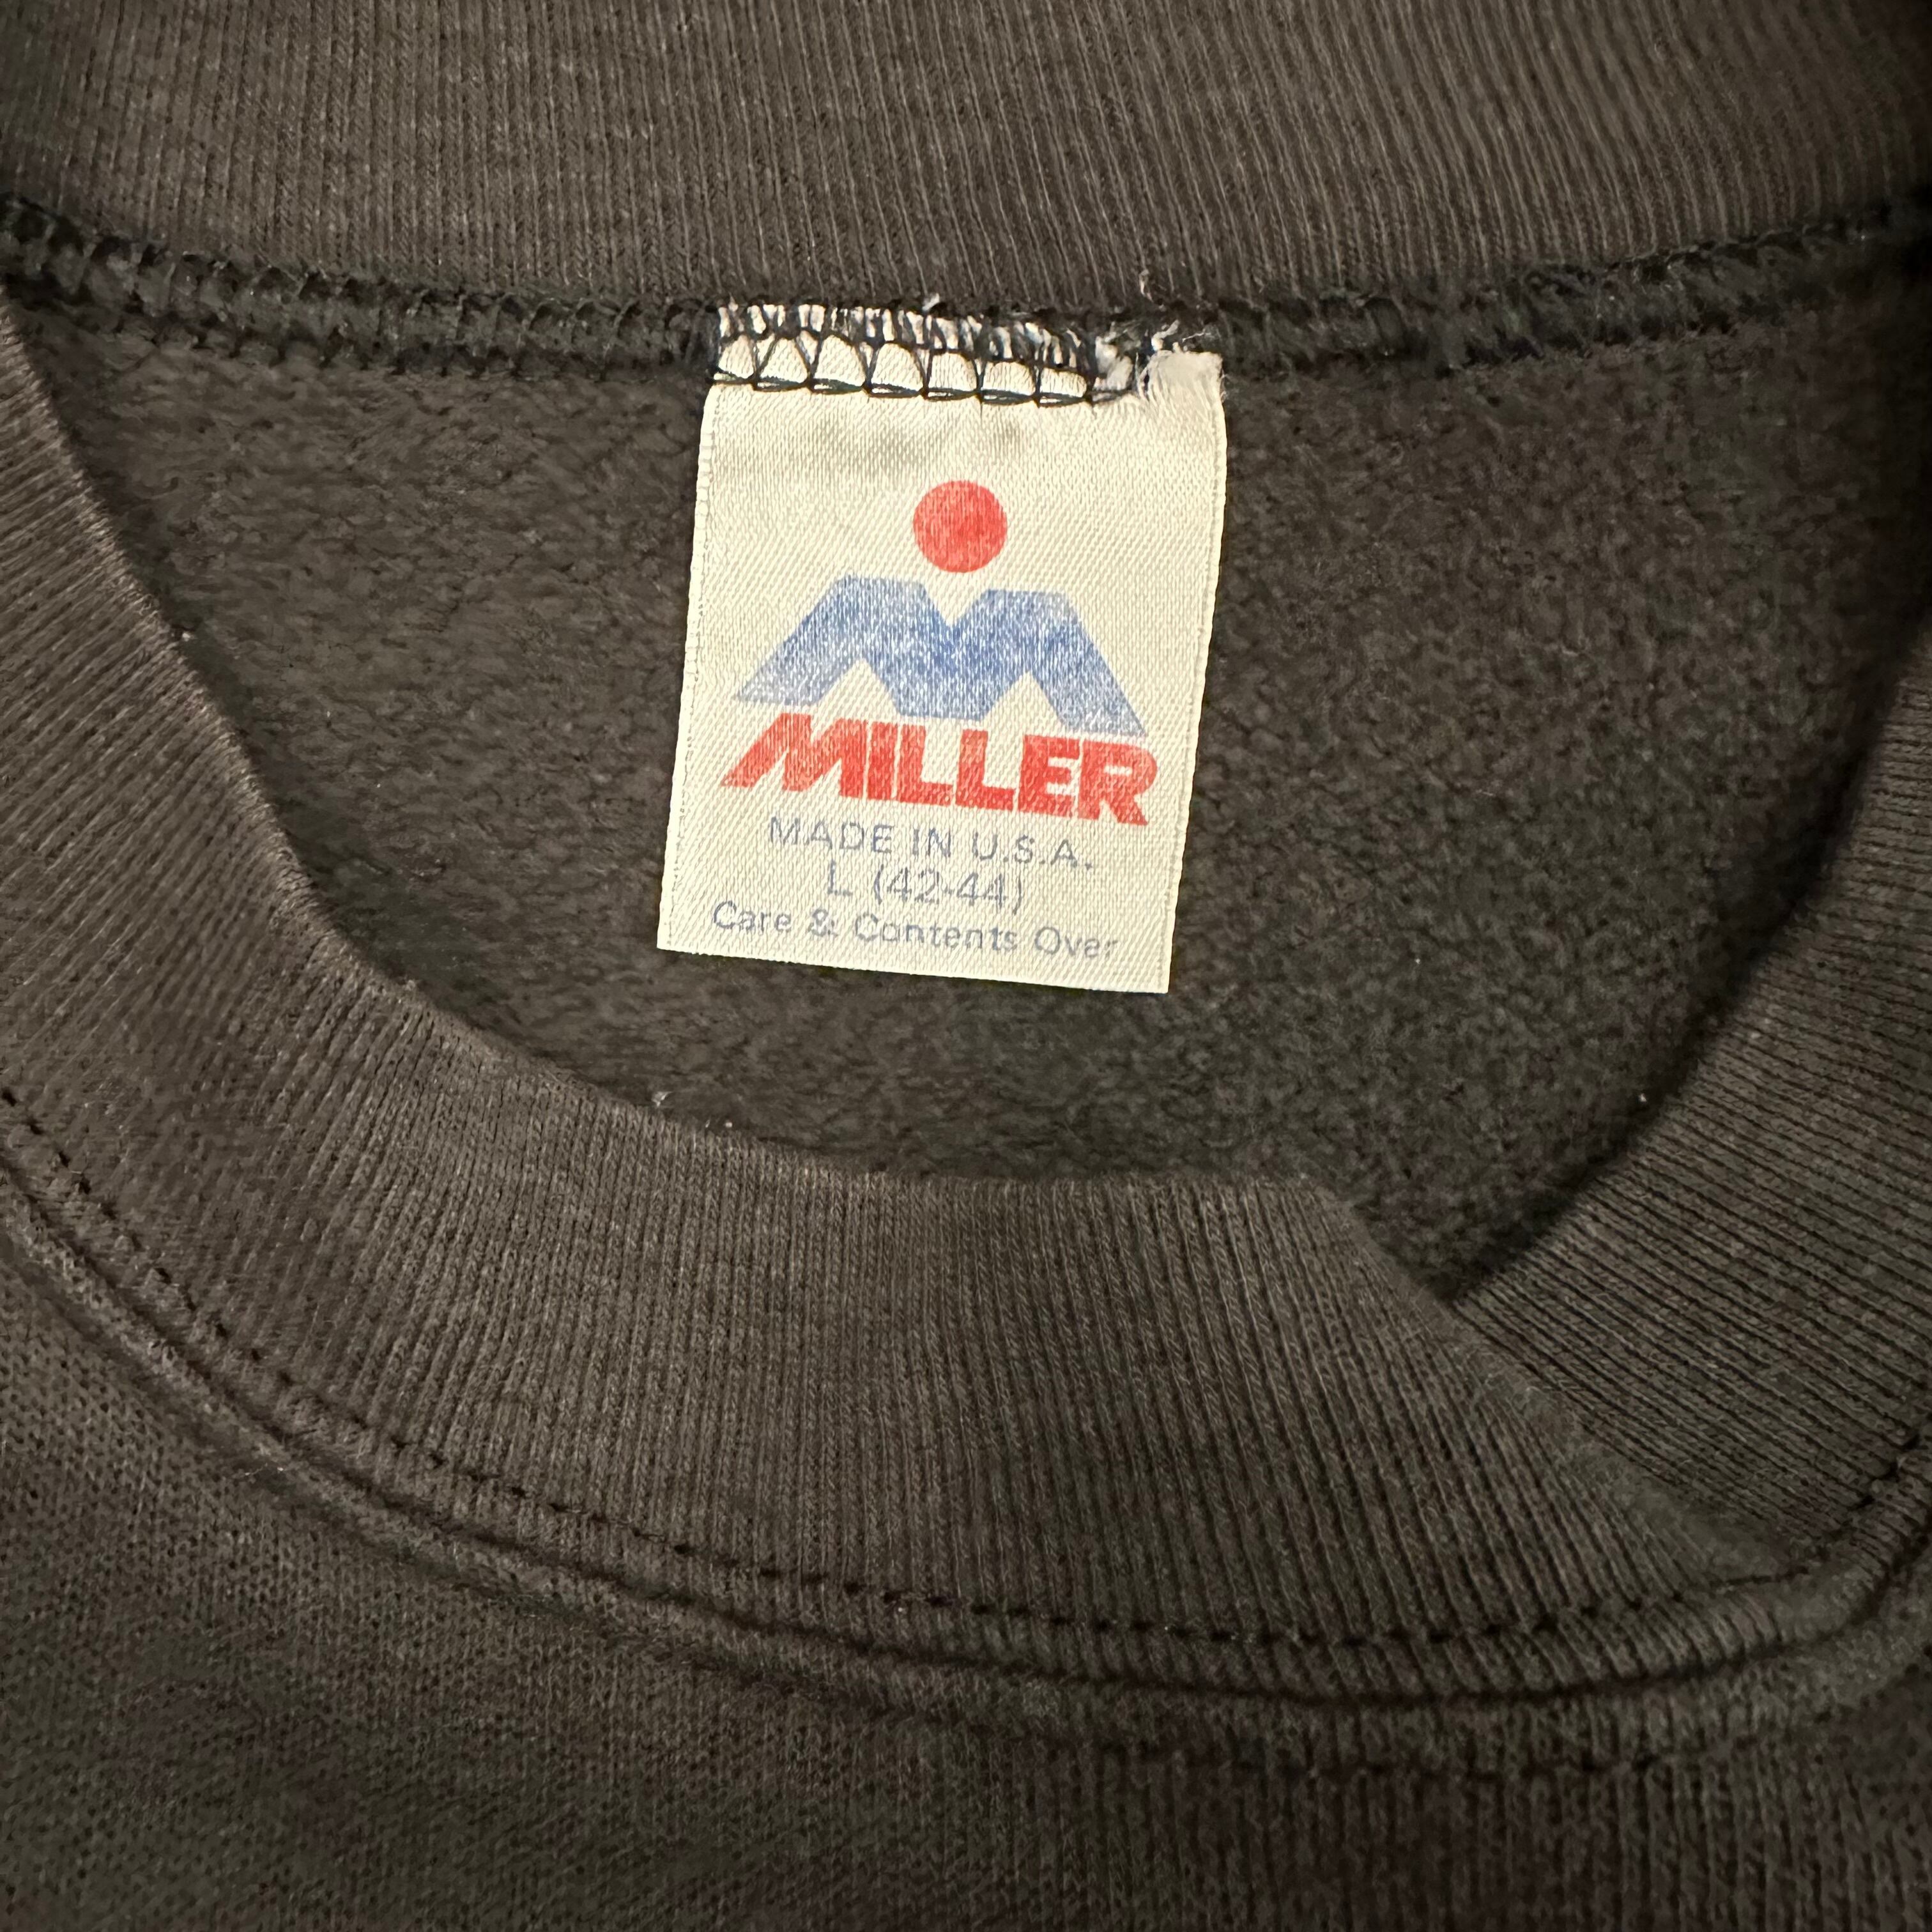 MILLER
MADE IN U.S.A.
L (42-44)
Care & Contents Over